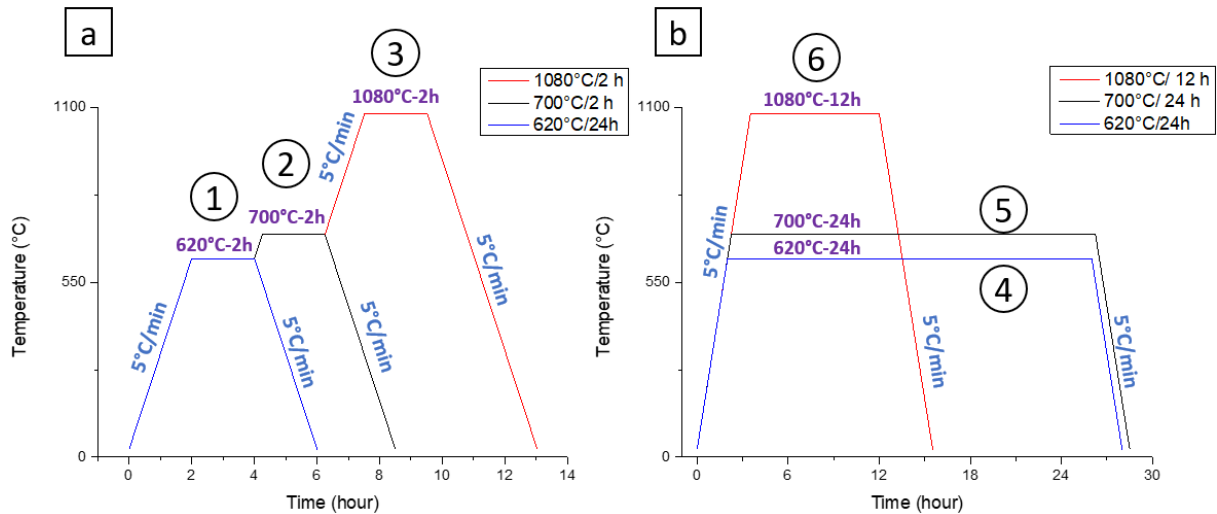 a
3
1080°C/2 h
700°C/2 h
620°C/24h
1080°C-2h
1100
5°C/min
2
1
700°C-2h
620°C-2h
Temperature (°C)
550
5°C/min
5°C/min
5°C/min
5°C/min
0
0 2 4 6 8 10 12 14
Time (hour)
b
6
1080°C/ 12 h
700°C/ 24 h
620°C/24h
1080°C-12h
1100
700°C-24h
5
620°C-24h
Temperature (°C)
550
5°C/min
4
5°C/min
5°C/min
0
0 6 12 18 24 30
Time (hour)